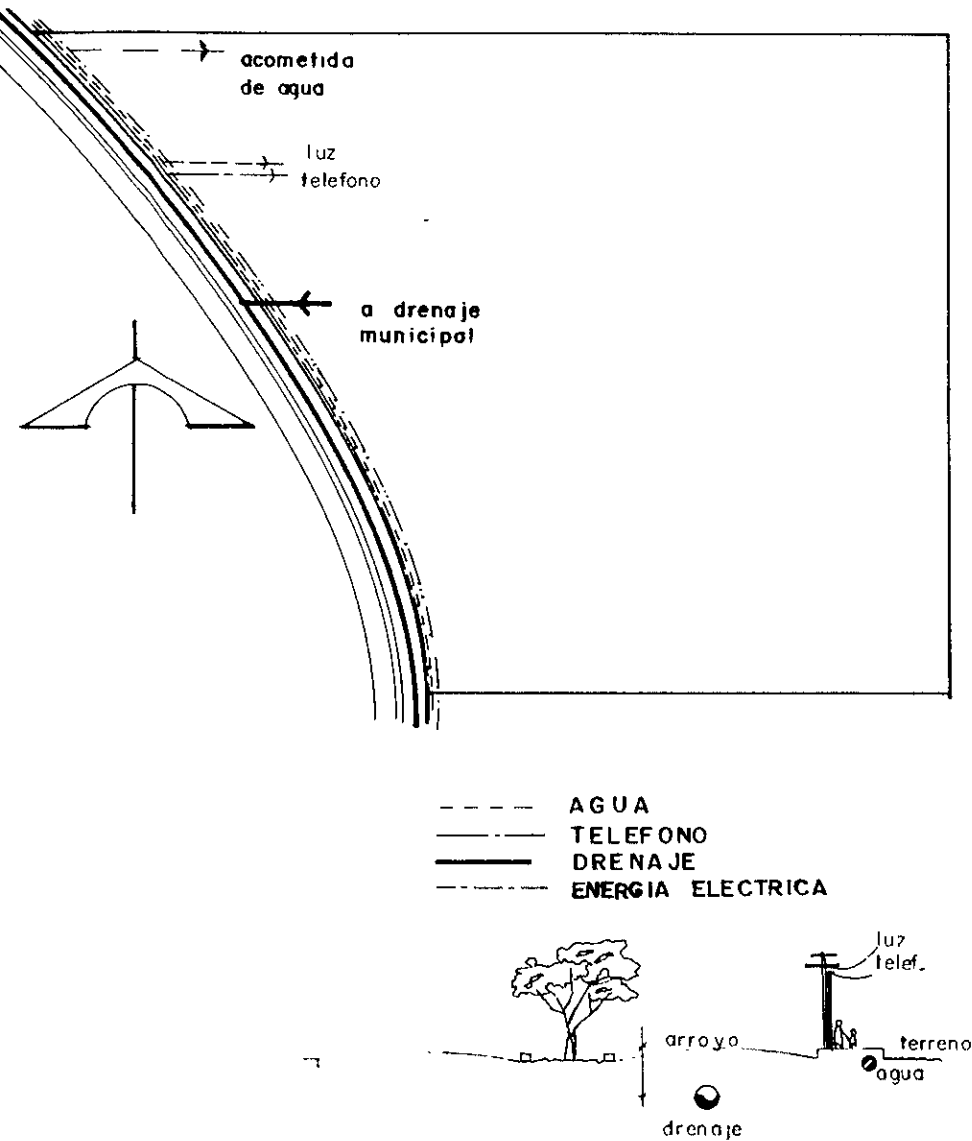 acometida
de agua
luz
telefono
a drenaje
municipal
AGUA
TELEFONO
DRENAJE
ENERGIA ELECTRICA
luz
telef.
arroyo
terreno
agua
drenaje